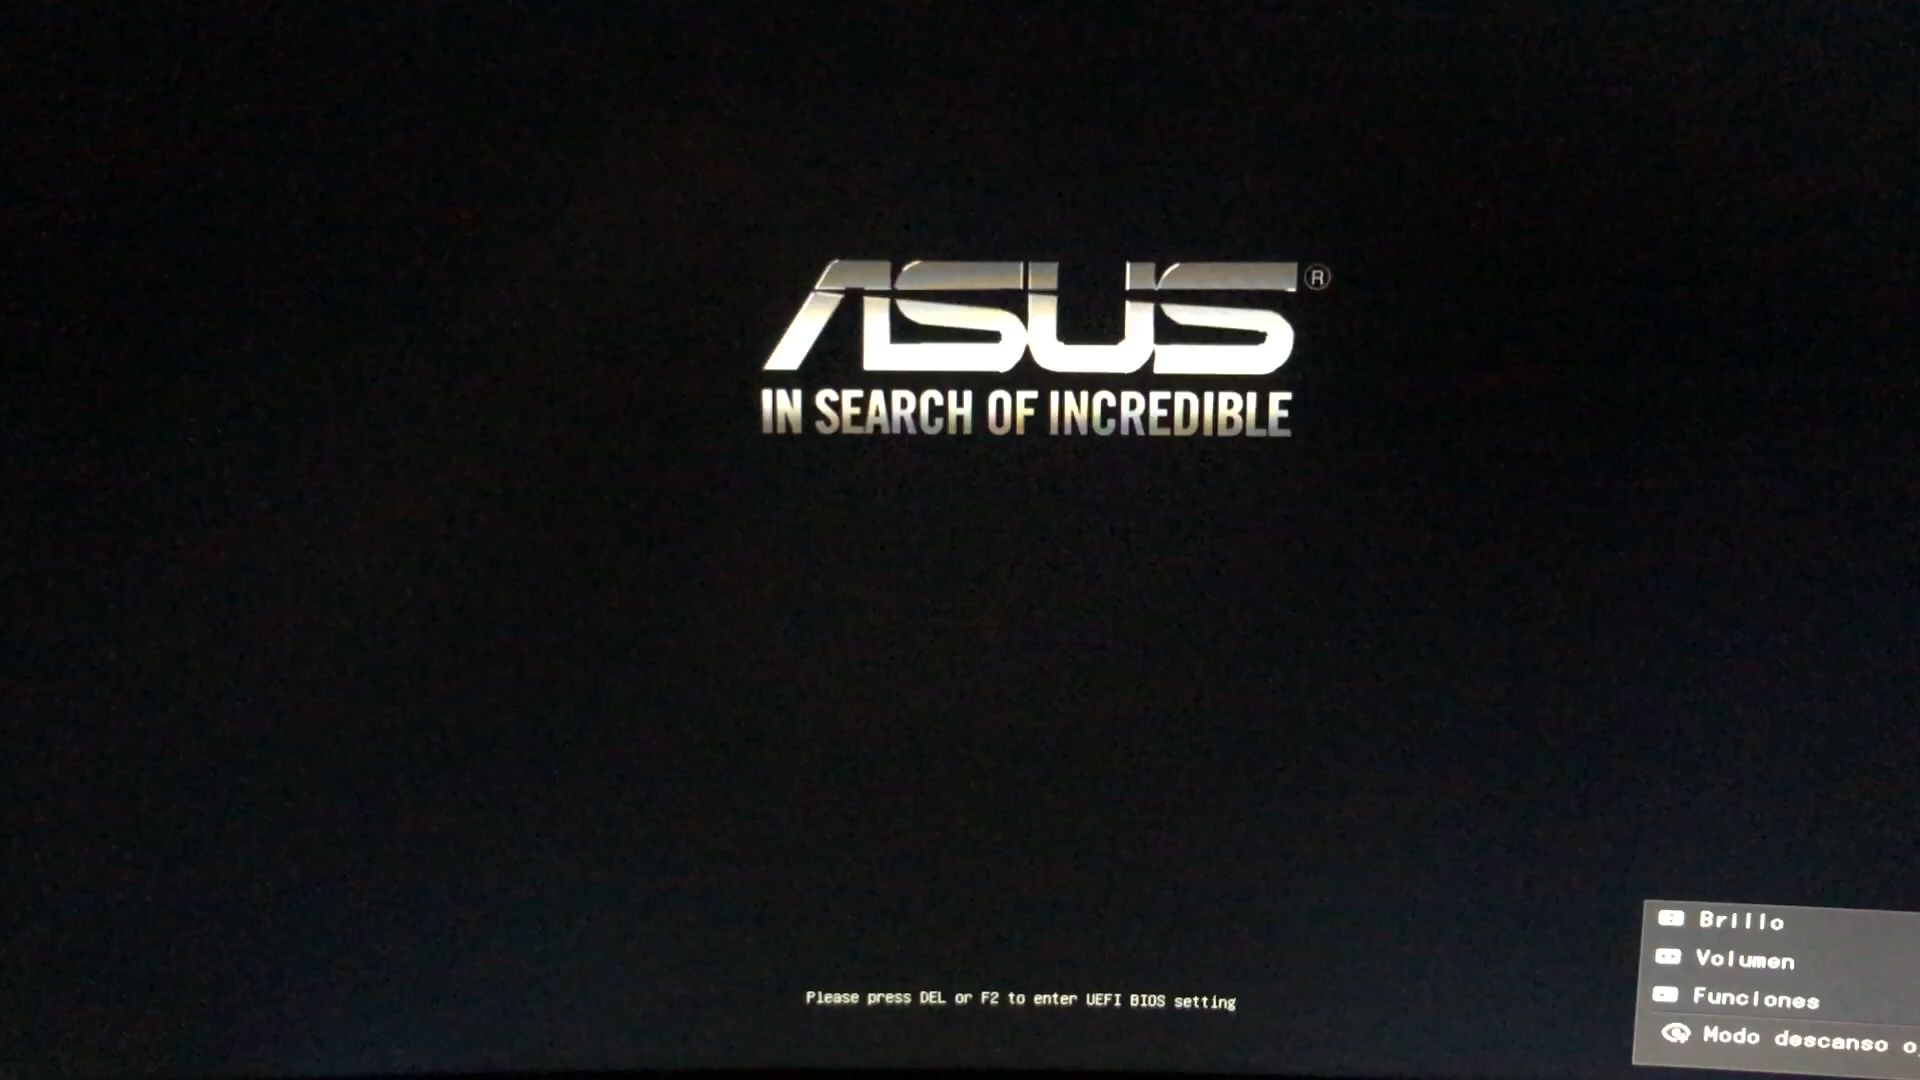 ASUS®
IN SEARCH OF INCREDIBLE
Please press DEL or F2 to enter UEFI BIOS setting
Brillo
Volumen
Funciones
Modo descanso